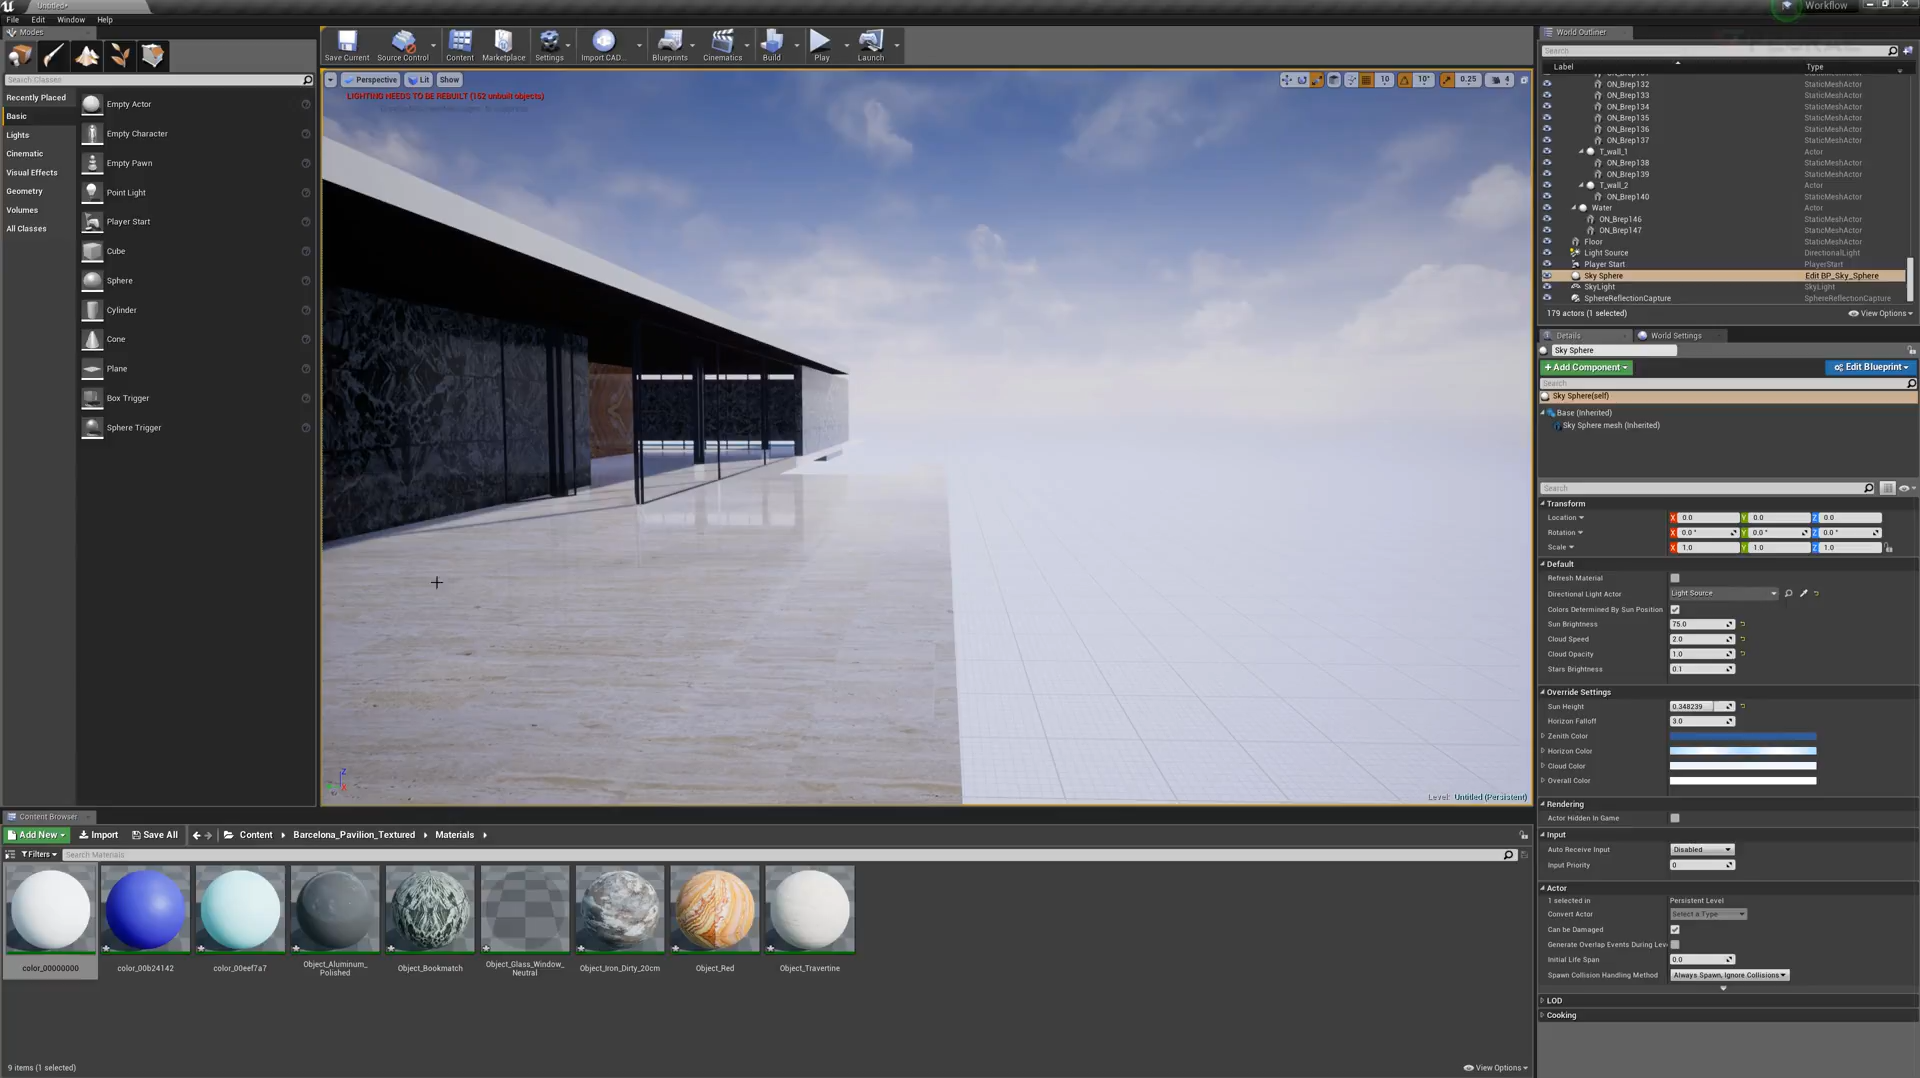 Untitled*
Workflow
File Edit Window Help
Modes
Search Classes
Recently Placed
Basic
Lights
Cinematic
Visual Effects
Geometry
Volumes
All Classes
Empty Actor
Empty Character
Empty Pawn
Point Light
Player Start
Cube
Sphere
Cylinder
Cone
Plane
Box Trigger
Sphere Trigger
Save Current Source Control Content Marketplace Settings Import CAD... Blueprints Cinematics Build Play Launch
Perspective Lit Show
10 10° 0.25 4
LIGHTING NEEDS TO BE REBUILT (152 unbuilt objects)
Level: Untitled (Persistent)
World Outliner
Search
Label Type
ON_Brep132 StaticMeshActor
ON_Brep133 StaticMeshActor
ON_Brep134 StaticMeshActor
ON_Brep135 StaticMeshActor
ON_Brep136 StaticMeshActor
ON_Brep137 StaticMeshActor
T_wall_1 Actor
ON_Brep138 StaticMeshActor
ON_Brep139 StaticMeshActor
T_wall_2 Actor
ON_Brep140 StaticMeshActor
Water Actor
ON_Brep146 StaticMeshActor
ON_Brep147 StaticMeshActor
Floor StaticMeshActor
Light Source DirectionalLight
Player Start PlayerStart
Sky Sphere Edit BP_Sky_Sphere
SkyLight SkyLight
SphereReflectionCapture SphereReflectionCapture
179 actors (1 selected) View Options
Details World Settings
Sky Sphere
+ Add Component Edit Blueprint
Search
Sky Sphere(self)
Base (Inherited)
Sky Sphere mesh (Inherited)
Search
Transform
Location X 0.0 Y 0.0 Z 0.0
Rotation X 0.0 ° Y 0.0 ° Z 0.0 °
Scale X 1.0 Y 1.0 Z 1.0
Default
Refresh Material
Directional Light Actor Light Source
Colors Determined By Sun Position
Sun Brightness 75.0
Cloud Speed 2.0
Cloud Opacity 1.0
Stars Brightness 0.1
Override Settings
Sun Height 0.348239
Horizon Falloff 3.0
Zenith Color
Horizon Color
Cloud Color
Overall Color
Rendering
Actor Hidden In Game
Input
Auto Receive Input Disabled
Input Priority 0
Actor
1 selected in Persistent Level
Convert Actor Select a Type
Can be Damaged
Generate Overlap Events During Lev
Initial Life Span 0.0
Spawn Collision Handling Method Always Spawn, Ignore Collisions
LOD
Cooking
Content Browser
Add New Import Save All Content Barcelona_Pavilion_Textured Materials
Filters Search Materials
color_00000000
color_00b24142
color_00eef7a7
Object_Aluminum_
Polished
Object_Bookmatch
Object_Glass_Window_
Neutral
Object_Iron_Dirty_20cm
Object_Red
Object_Travertine
9 items (1 selected) View Options